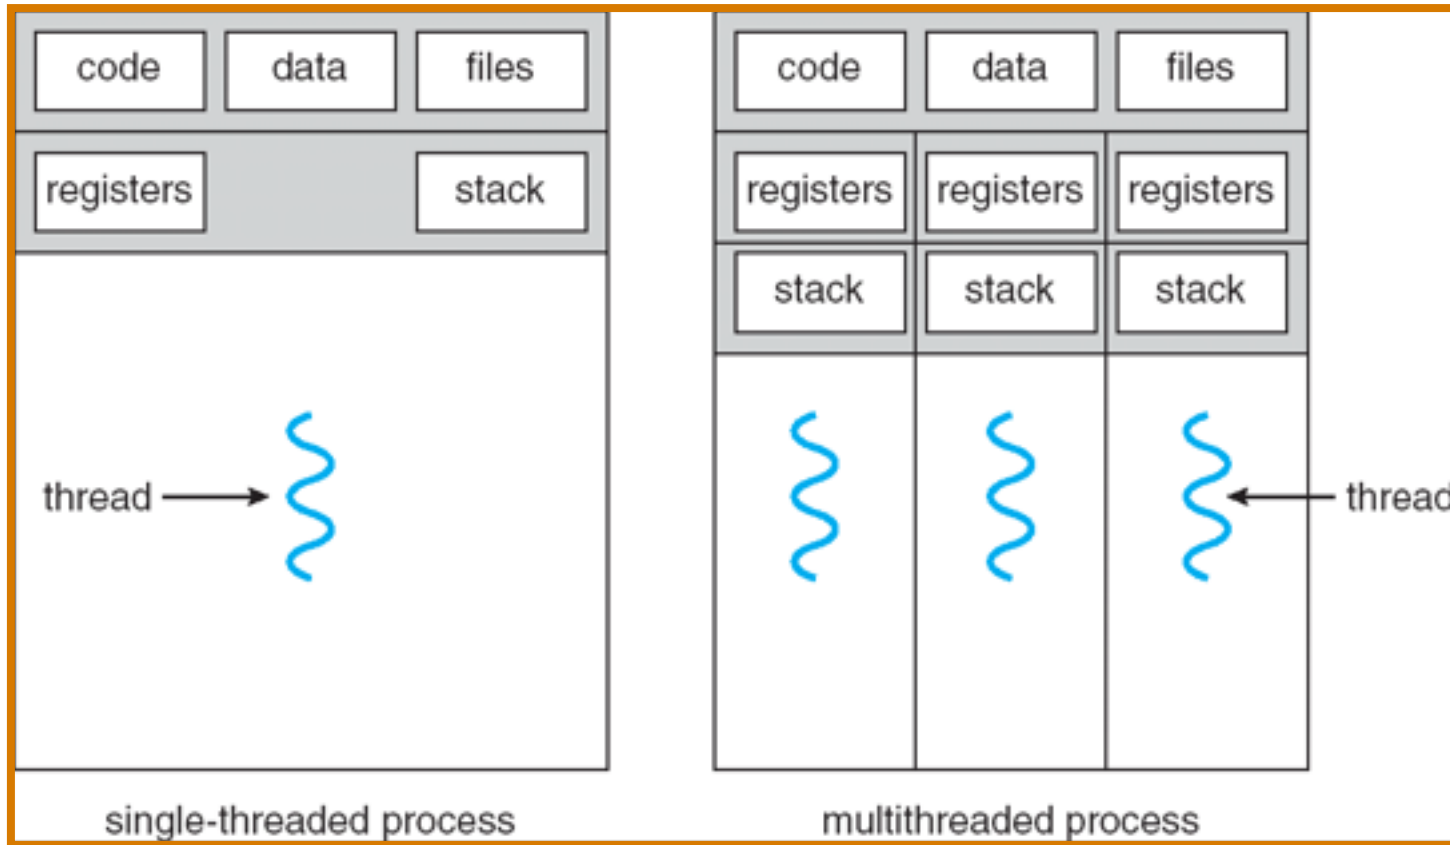 code data files
registers stack
thread
single-threaded process
code data files
registers registers registers
stack stack stack
thread
multithreaded process